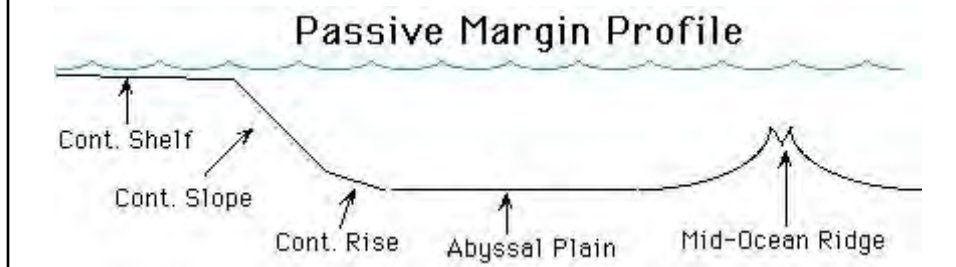 Passive Margin Profile
Cont. Shelf
Cont. Slope
Cont. Rise
Abyssal Plain
Mid-Ocean Ridge